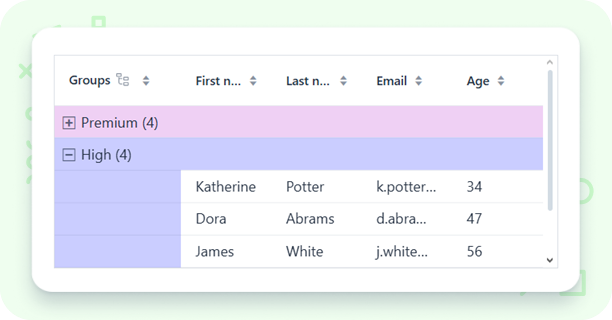 Groups First n... Last n... Email Age
Premium (4)
High (4)
Katherine Potter k.potter... 34
Dora Abrams d.abra... 47
James White j.white... 56